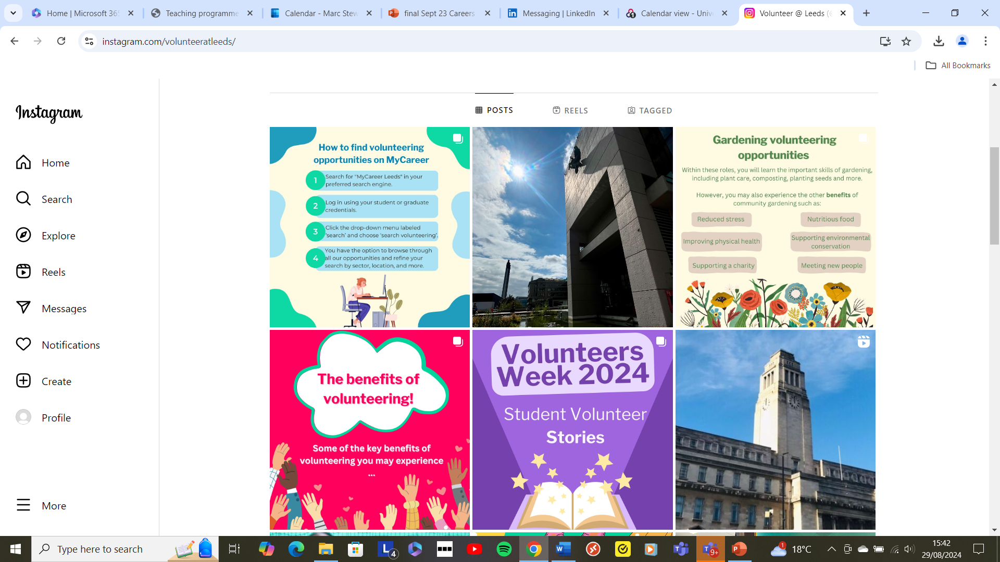 Home | Microsoft 365
Teaching programme
Calendar - Marc Stew
final Sept 23 Careers
Messaging | LinkedIn
Calendar view - Univ
Volunteer @ Leeds (
instagram.com/volunteeratleeds/
All Bookmarks
Instagram
Home
Search
Explore
Reels
Messages
Notifications
Create
Profile
More
POSTS
REELS
TAGGED
How to find volunteering
opportunities on MyCareer
1
Search for "MyCareer Leeds" in your
preferred search engine.
2
Log in using your student or graduate
credentials.
3
Click the drop-down menu labeled
'search' and choose 'search volunteering'.
4
You have the option to browse through
all our opportunities and refine your
search by sector, location, and more.
Gardening volunteering
opportunities
Within these roles, you will learn the important skills of gardening,
including plant care, composting, planting seeds and more.
However, you may also experience the other benefits of
community gardening such as:
Reduced stress
Nutritious food
Improving physical health
Supporting environmental
conservation
Supporting a charity
Meeting new people
The benefits of
volunteering!
Some of the key benefits of
volunteering you may experience
...
Volunteers
Week 2024
Student Volunteer
Stories
Type here to search
L
4
W
9+
P
1
18°C
15:42
29/08/2024